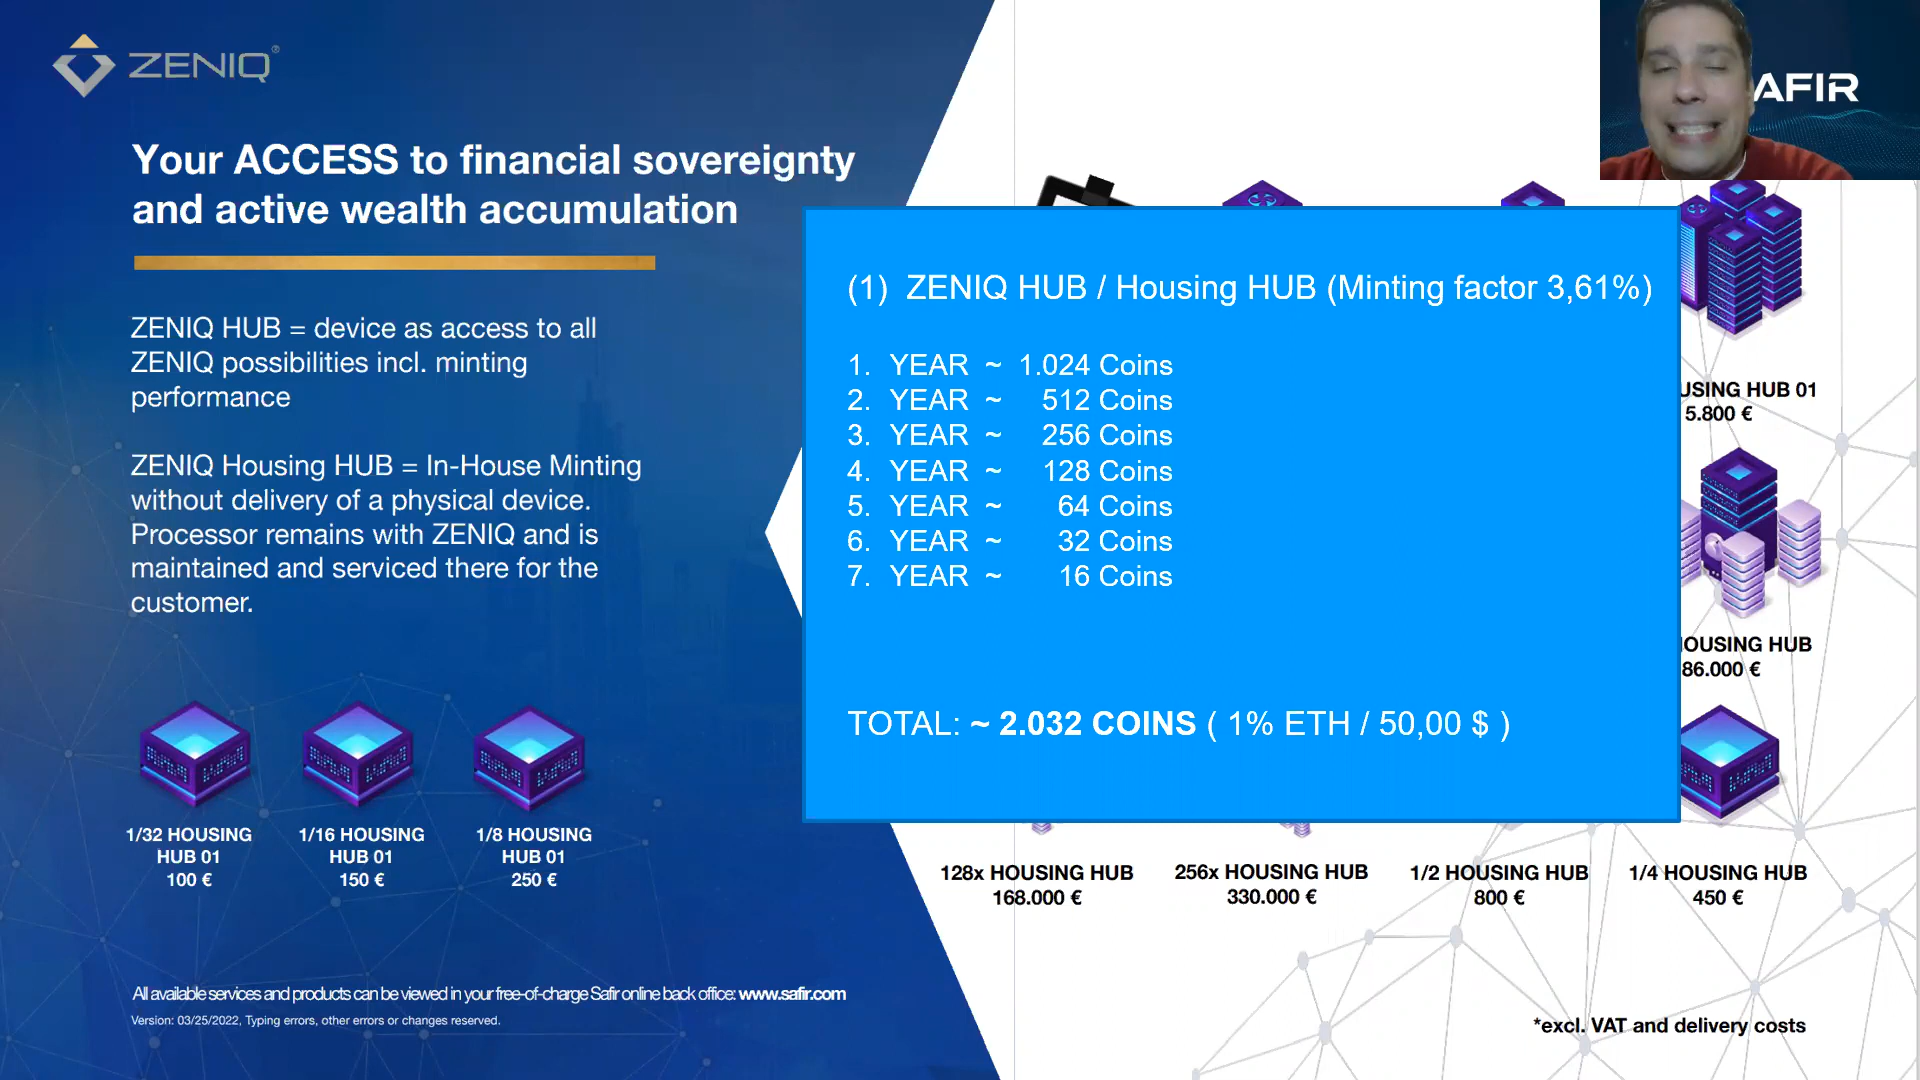 ZENIQ®
AFIR
Your ACCESS to financial sovereignty
and active wealth accumulation
ZENIQ HUB = device as access to all
ZENIQ possibilities incl. minting
performance
ZENIQ Housing HUB = In-House Minting
without delivery of a physical device.
Processor remains with ZENIQ and is
maintained and serviced there for the
customer.
1/32 HOUSING
HUB 01
100 €
1/16 HOUSING
HUB 01
150 €
1/8 HOUSING
HUB 01
250 €
All available services and products can be viewed in your free-of-charge Safir online back office: www.safir.com
Version: 03/25/2022, Typing errors, other errors or changes reserved.
(1) ZENIQ HUB / Housing HUB (Minting factor 3,61%)
1. YEAR ~ 1.024 Coins
2. YEAR ~ 512 Coins
3. YEAR ~ 256 Coins
4. YEAR ~ 128 Coins
5. YEAR ~ 64 Coins
6. YEAR ~ 32 Coins
7. YEAR ~ 16 Coins
TOTAL: ~ 2.032 COINS ( 1% ETH / 50,00 $ )
USING HUB 01
5.800 €
OUSING HUB
86.000 €
128x HOUSING HUB
168.000 €
256x HOUSING HUB
330.000 €
1/2 HOUSING HUB
800 €
1/4 HOUSING HUB
450 €
*excl. VAT and delivery costs